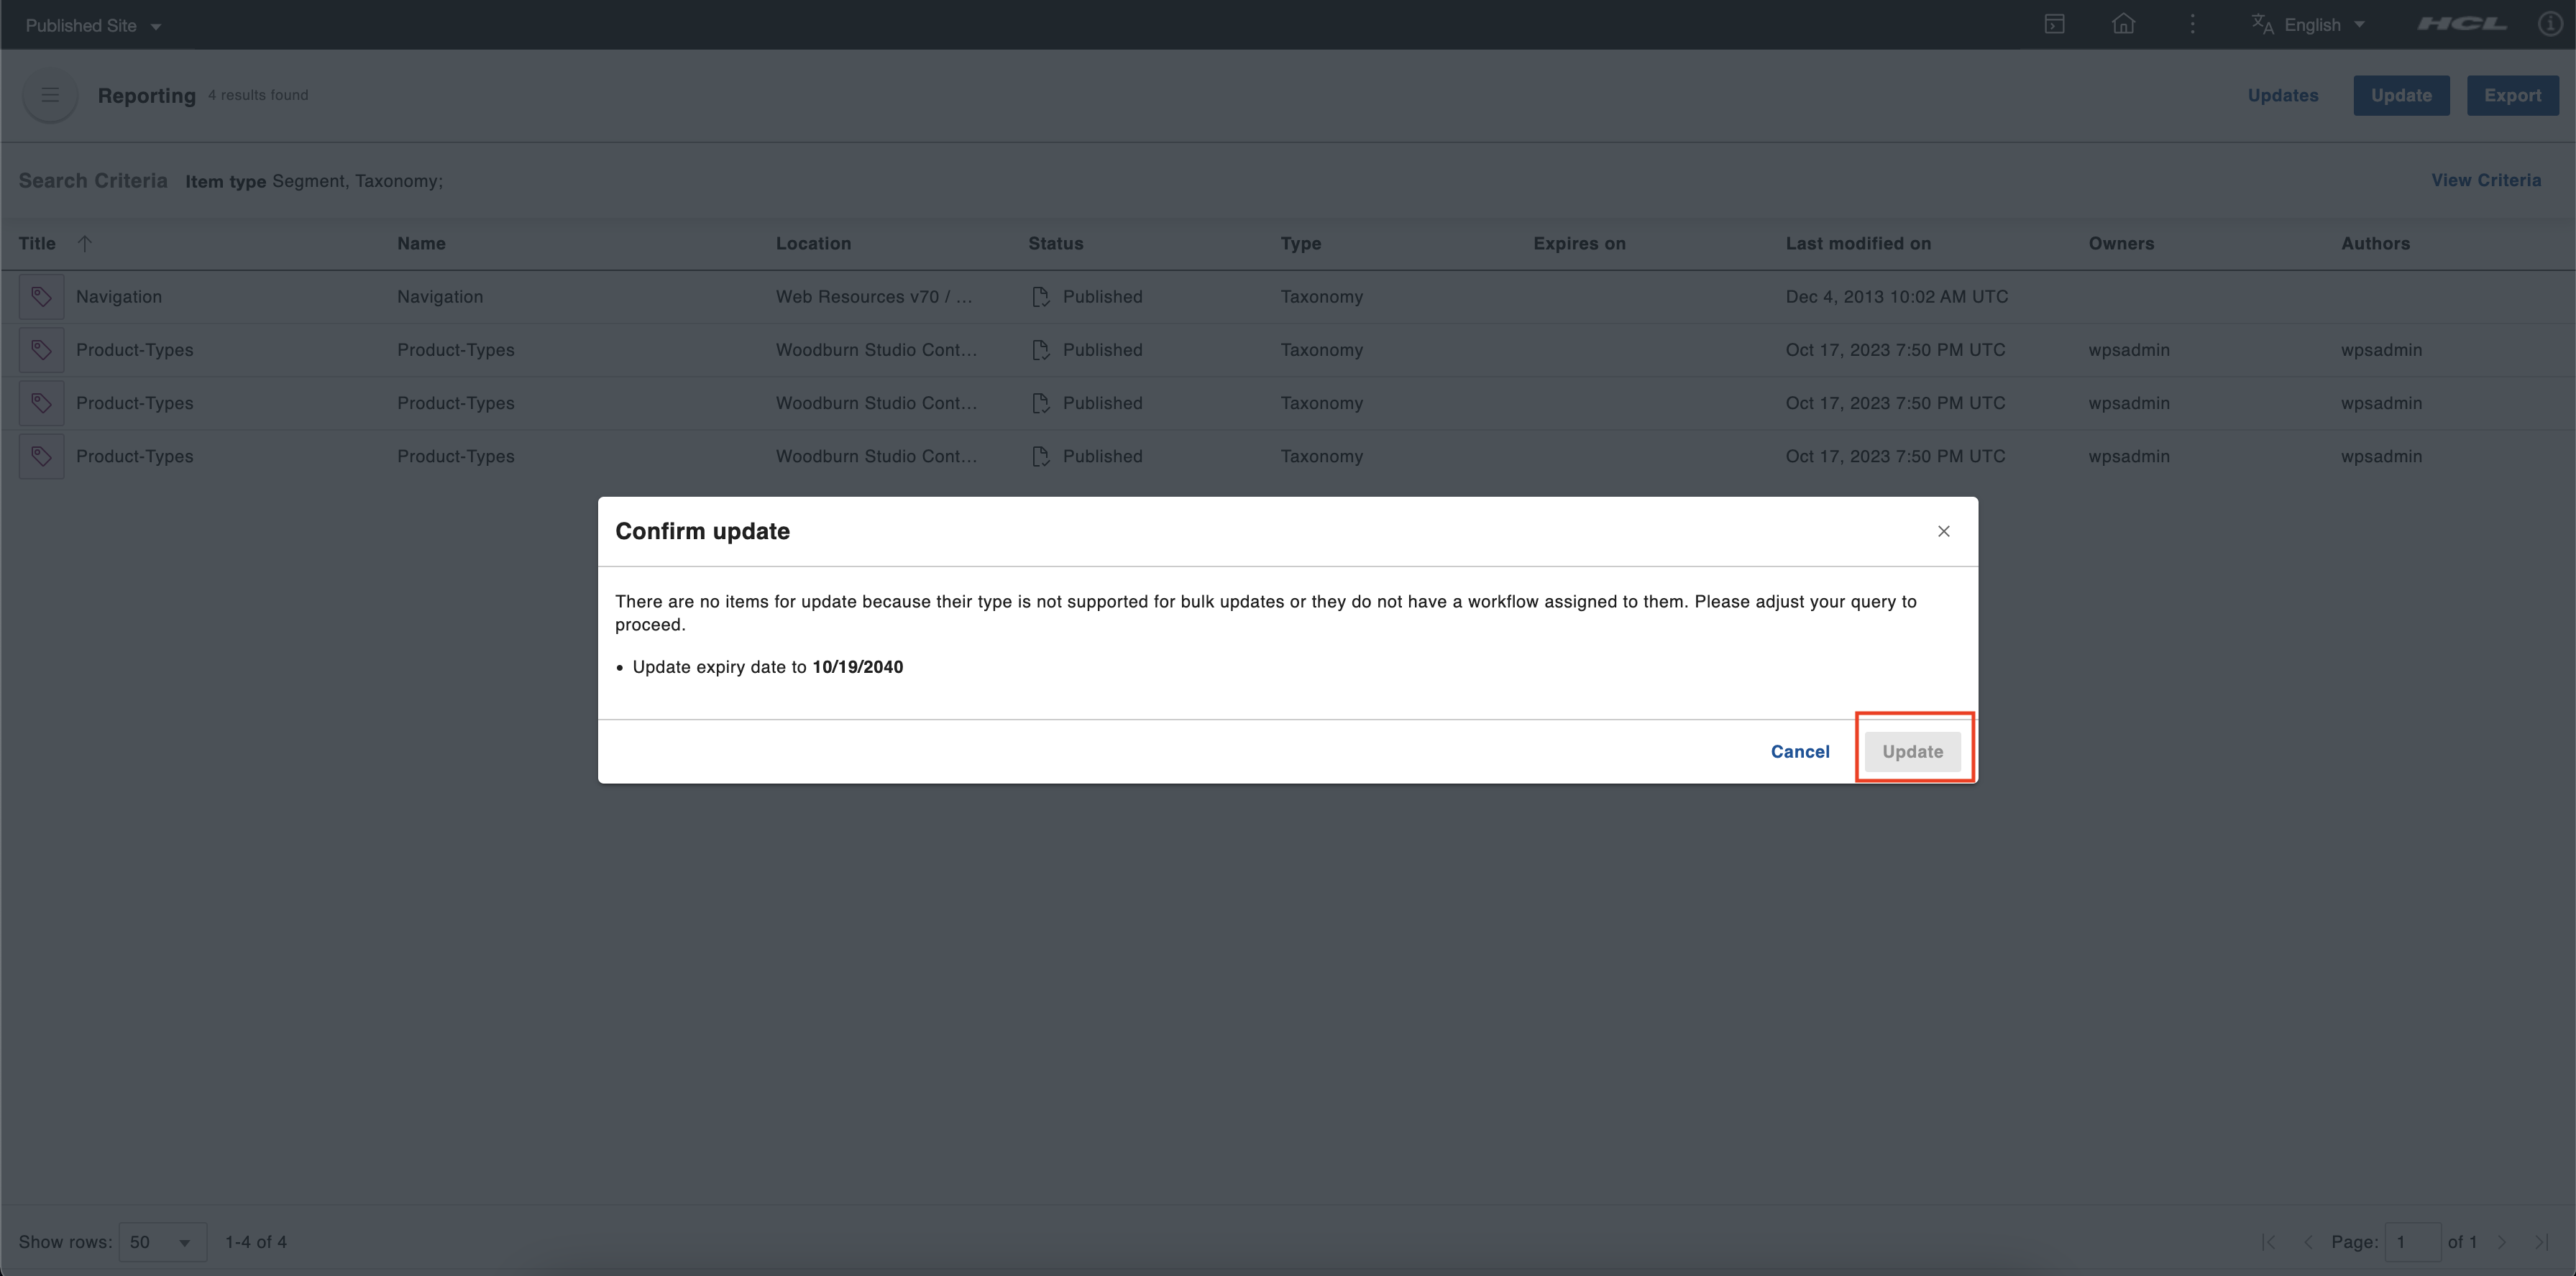 Published Site
English
HCL
Reporting 4 results found
Updates Update Export
Search Criteria Item type Segment, Taxonomy;
View Criteria
Title Name Location Status Type Expires on Last modified on Owners Authors
Navigation Navigation Web Resources v70 / ... Published Taxonomy Dec 4, 2013 10:02 AM UTC
Product-Types Product-Types Woodburn Studio Cont... Published Taxonomy Oct 17, 2023 7:50 PM UTC wpsadmin wpsadmin
Product-Types Product-Types Woodburn Studio Cont... Published Taxonomy Oct 17, 2023 7:50 PM UTC wpsadmin wpsadmin
Product-Types Product-Types Woodburn Studio Cont... Published Taxonomy Oct 17, 2023 7:50 PM UTC wpsadmin wpsadmin
Confirm update
There are no items for update because their type is not supported for bulk updates or they do not have a workflow assigned to them. Please adjust your query to
proceed.
• Update expiry date to 10/19/2040
Cancel Update
Show rows: 50 1-4 of 4
Page: 1 of 1